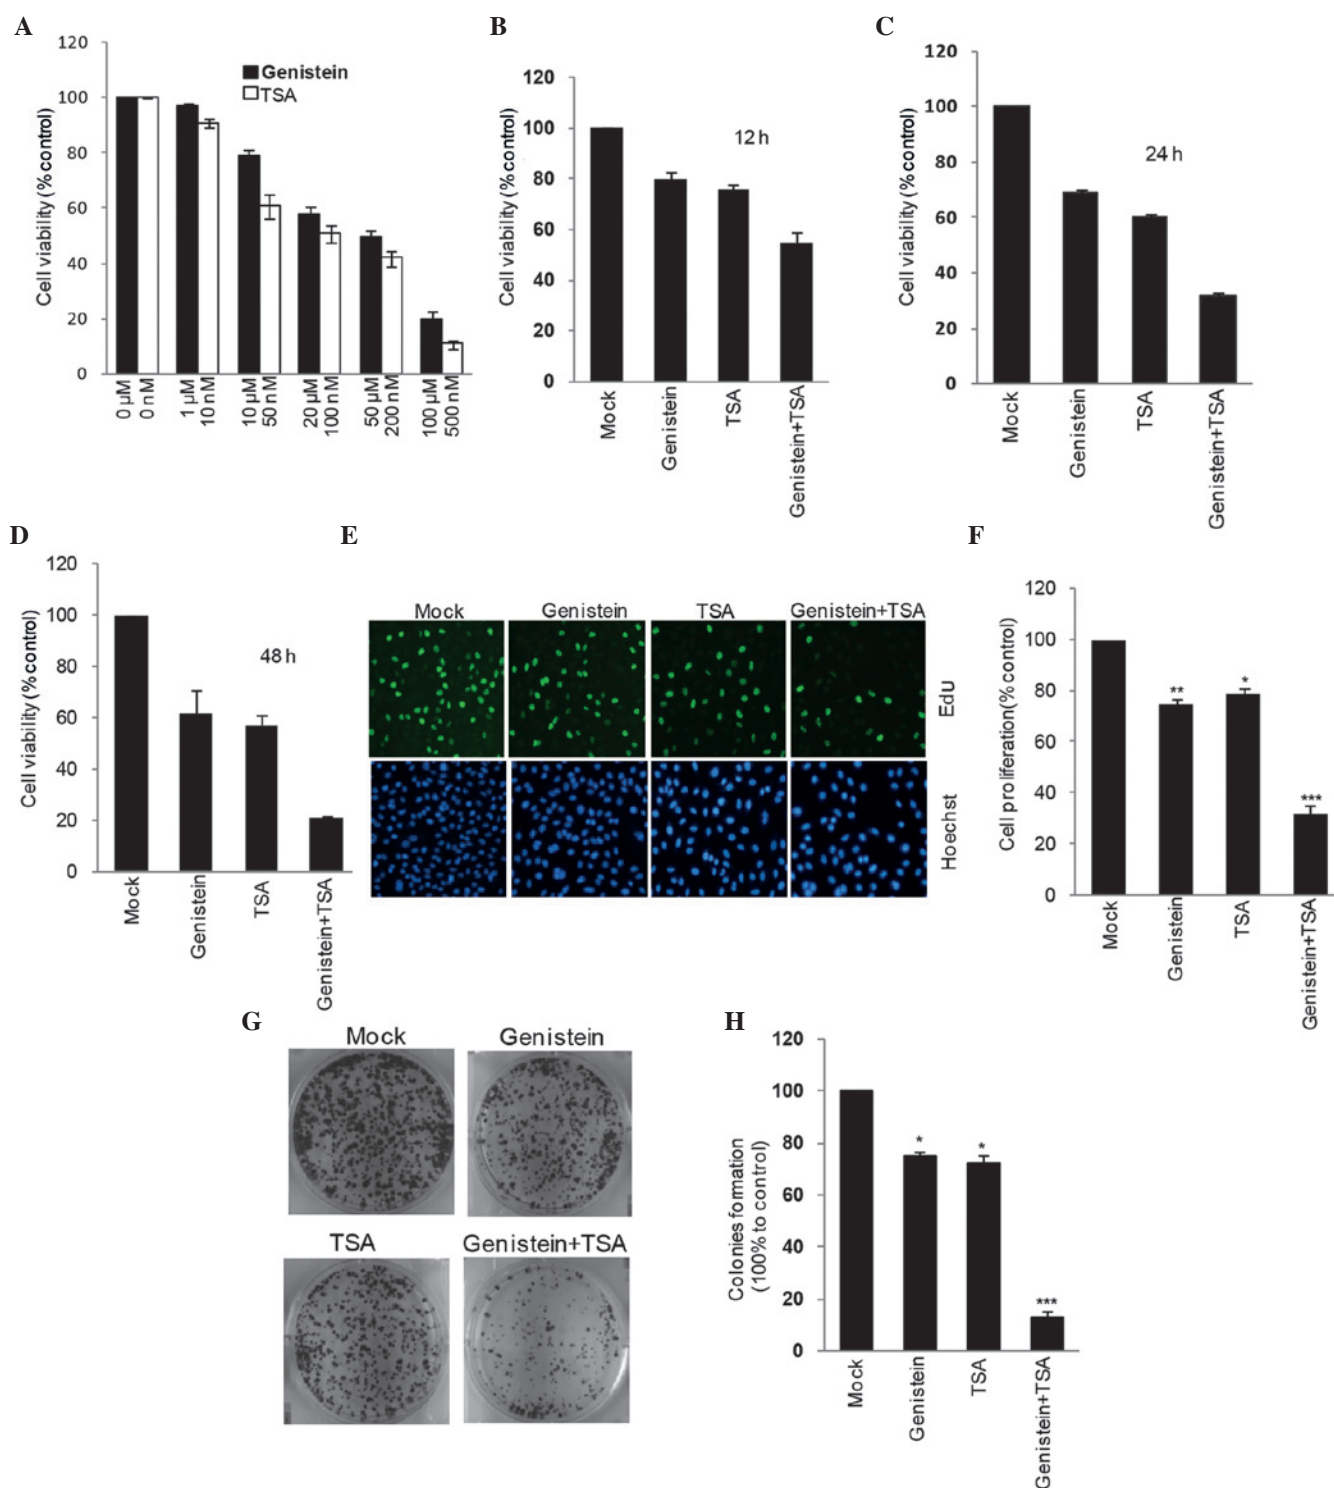 A
120
100
80
60
40
20
0
Cell viability (%control)
Genistein
TSA
0 µM
0 nM
1 µM
10 nM
10 µM
50 nM
20 µM
100 nM
50 µM
200 nM
100 µM
500 nM
B
120
100
80
60
40
20
0
Cell viability (%control)
12h
Mock
Genistein
TSA
Genistein+TSA
C
120
100
80
60
40
20
0
Cell viability (%control)
24h
Mock
Genistein
TSA
Genistein+TSA
D
120
100
80
60
40
20
0
Cell viability (%control)
48h
Mock
Genistein
TSA
Genistein+TSA
E
Mock
Genistein
TSA
Genistein+TSA
Edu
Hoechst
F
120
100
80
60
40
20
0
Cell proliferation(%control)
**
*
***
Mock
Genistein
TSA
Genistein+TSA
G
Mock
Genistein
TSA
Genistein+TSA
H
120
100
80
60
40
20
0
Colonies formation
(100% to control)
*
*
***
Mock
Genistein
TSA
Genistein+TSA